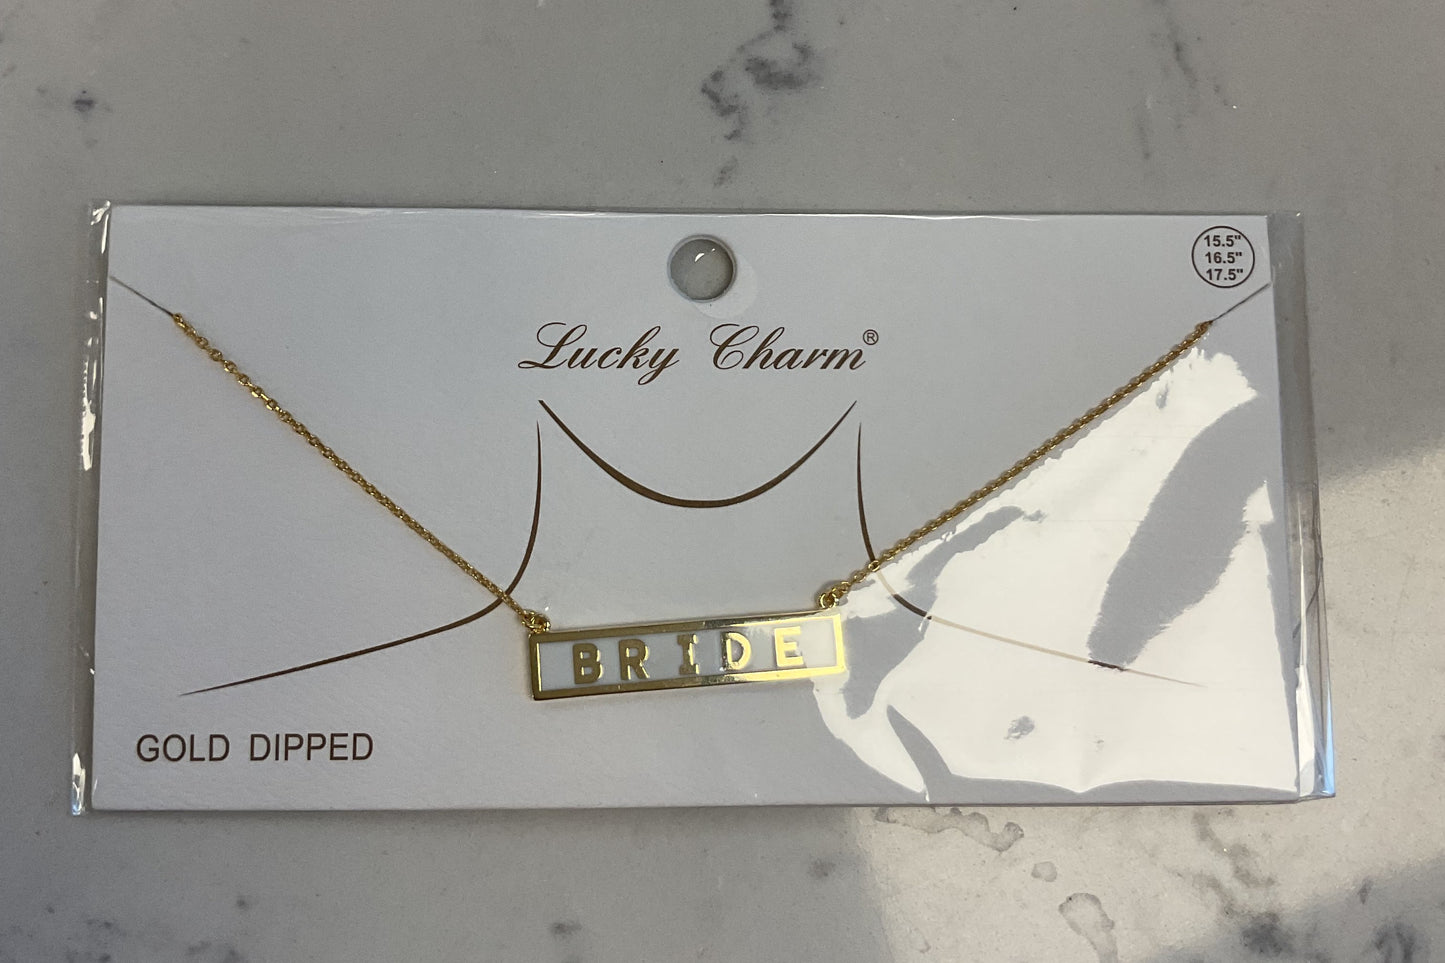 15.5"
16.5"
17.5"
Lucky Charm®
BRIDE
GOLD DIPPED